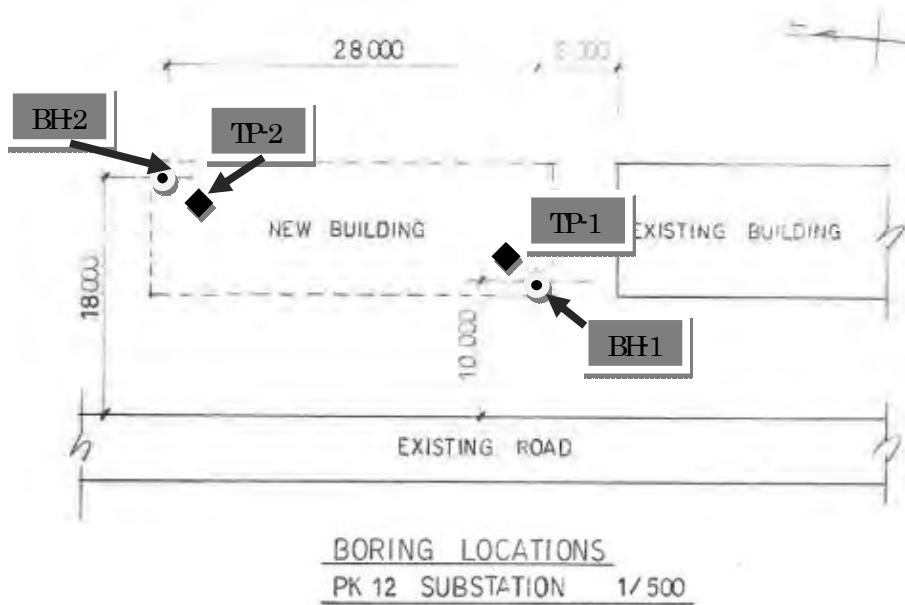 28 000
BH-2
TP-2
TP-1
NEW BUILDING
EXISTING BUILDING
18 000
10 000
BH-1
EXISTING ROAD
BORING LOCATIONS
PK 12 SUBSTATION 1/500